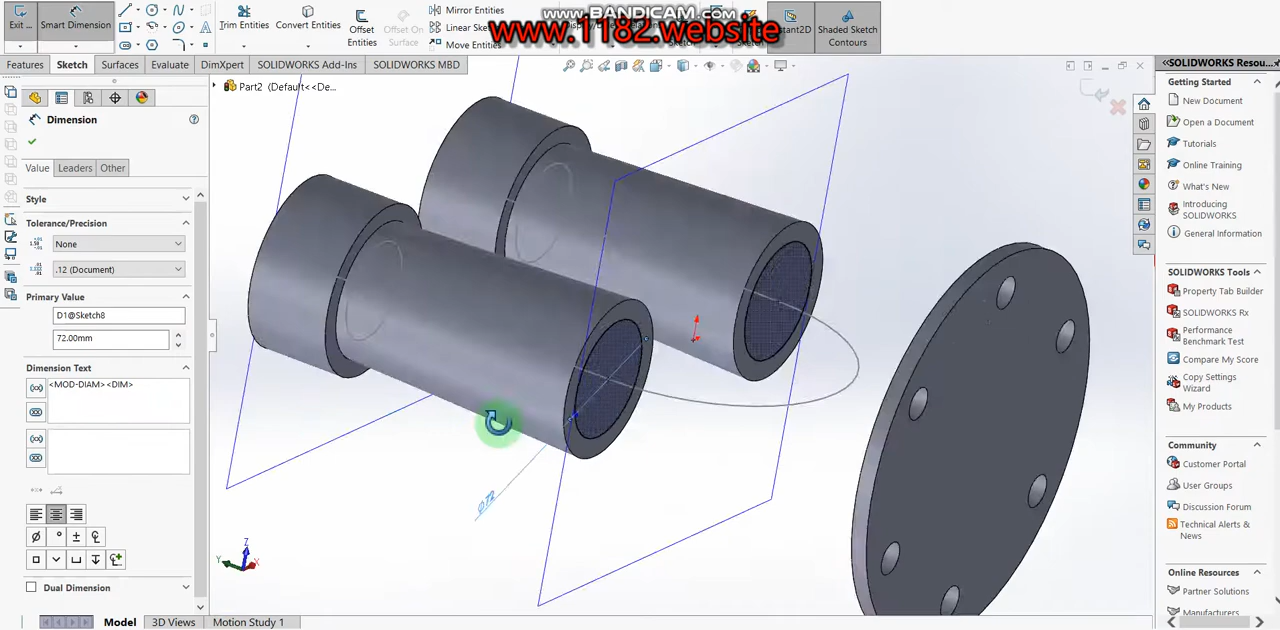 www.BANDICAM.com
www.1182.website
Exit ...
Smart Dimension
Trim Entities
Convert Entities
Offset
Entities
Offset On
Surface
Mirror Entities
Linear Sk
Move Entities
Shaded Sketch
Contours
Features
Sketch
Surfaces
Evaluate
DimXpert
SOLIDWORKS Add-Ins
SOLIDWORKS MBD
Part2 (Default<<De...
Dimension
Value
Leaders
Other
Style
Tolerance/Precision
None
.12 (Document)
Primary Value
D1@Sketch8
72.00mm
Dimension Text
<MOD-DIAM><DIM>
Dual Dimension
Model
3D Views
Motion Study 1
Ø72
Z
Y
X
SOLIDWORKS Resou...
Getting Started
New Document
Open a Document
Tutorials
Online Training
What's New
Introducing
SOLIDWORKS
General Information
SOLIDWORKS Tools
Property Tab Builder
SOLIDWORKS Rx
Performance
Benchmark Test
Compare My Score
Copy Settings
Wizard
My Products
Community
Customer Portal
User Groups
Discussion Forum
Technical Alerts &
News
Online Resources
Partner Solutions
Manufacturers